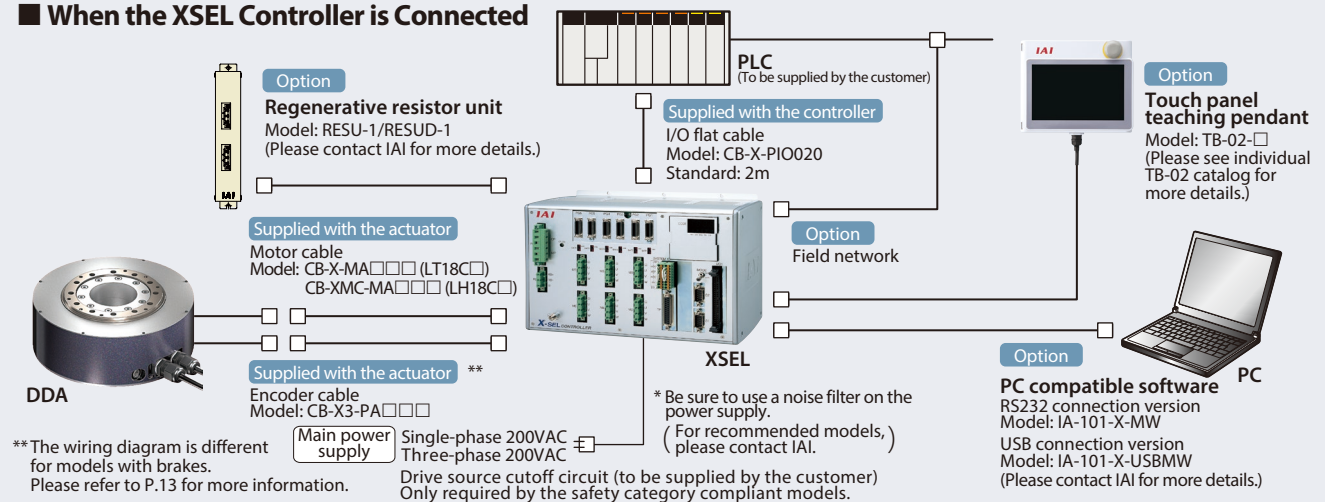 ■ When the XSEL Controller is Connected
Option
Regenerative resistor unit
Model: RESU-1/RESUD-1
(Please contact IAI for more details.)
IAI
PLC
(To be supplied by the customer)
Supplied with the controller
I/O flat cable
Model: CB-X-PIO020
Standard: 2m
IAI
Option
Touch panel
teaching pendant
Model: TB-02-□
(Please see individual
TB-02 catalog for
more details.)
Supplied with the actuator
Motor cable
Model: CB-X-MA□□□ (LT18C□)
CB-XMC-MA□□□ (LH18C□)
IAI
X-SEL CONTROLLER
XSEL
Option
Field network
DDA
Supplied with the actuator **
Encoder cable
Model: CB-X3-PA□□□
Option
PC compatible software
PC
RS232 connection version
Model: IA-101-X-MW
USB connection version
Model: IA-101-X-USBMW
(Please contact IAI for more details.)
* Be sure to use a noise filter on the
power supply.
( For recommended models,
please contact IAI. )
** The wiring diagram is different
for models with brakes.
Please refer to P.13 for more information.
Main power
supply
Single-phase 200VAC
Three-phase 200VAC
Drive source cutoff circuit (to be supplied by the customer)
Only required by the safety category compliant models.